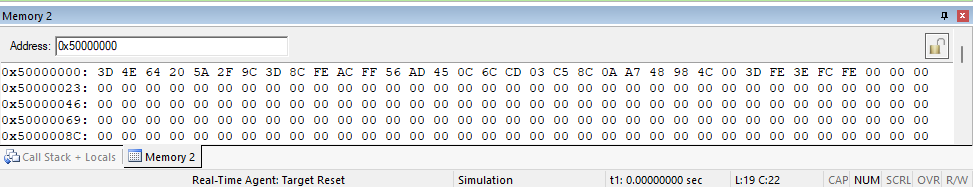 Memory 2
Address: 0x50000000
0x50000000: 3D 4E 64 20 5A 2F 9C 3D 8C FE AC FF 56 AD 45 0C 6C CD 03 C5 8C 0A A7 48 98 4C 00 3D FE 3E FC FE 00 00 00
0x50000023: 00 00 00 00 00 00 00 00 00 00 00 00 00 00 00 00 00 00 00 00 00 00 00 00 00 00 00 00 00 00 00 00 00 00 00
0x50000046: 00 00 00 00 00 00 00 00 00 00 00 00 00 00 00 00 00 00 00 00 00 00 00 00 00 00 00 00 00 00 00 00 00 00 00
0x50000069: 00 00 00 00 00 00 00 00 00 00 00 00 00 00 00 00 00 00 00 00 00 00 00 00 00 00 00 00 00 00 00 00 00 00 00
0x5000008C: 00 00 00 00 00 00 00 00 00 00 00 00 00 00 00 00 00 00 00 00 00 00 00 00 00 00 00 00 00 00 00 00 00 00 00
Call Stack + Locals Memory 2
Real-Time Agent: Target Reset Simulation t1: 0.00000000 sec L:19 C:22 CAP NUM SCRL OVR R/W